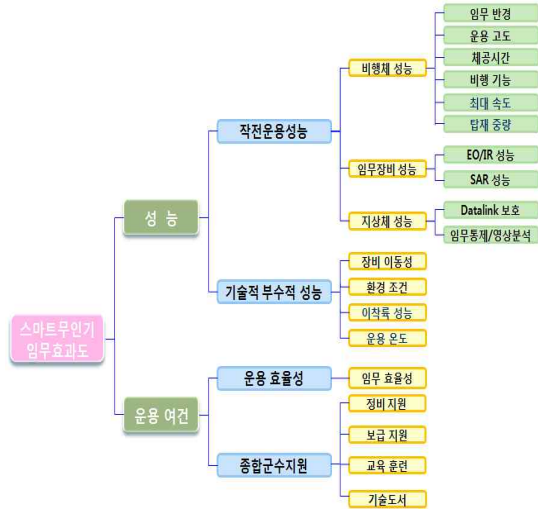 스마트무인기
임무효과도
성 능
운용 여건
작전운용성능
기술적 부수적 성능
운용 효율성
종합군수지원
비행체 성능
임무장비 성능
지상체 성능
장비 이동성
환경 조건
이착륙 성능
운용 온도
임무 효율성
정비 지원
보급 지원
교육 훈련
기술도서
임무 반경
운용 고도
체공시간
비행 기능
최대 속도
탑재 중량
EO/IR 성능
SAR 성능
Datalink 보호
임무통제/영상분석